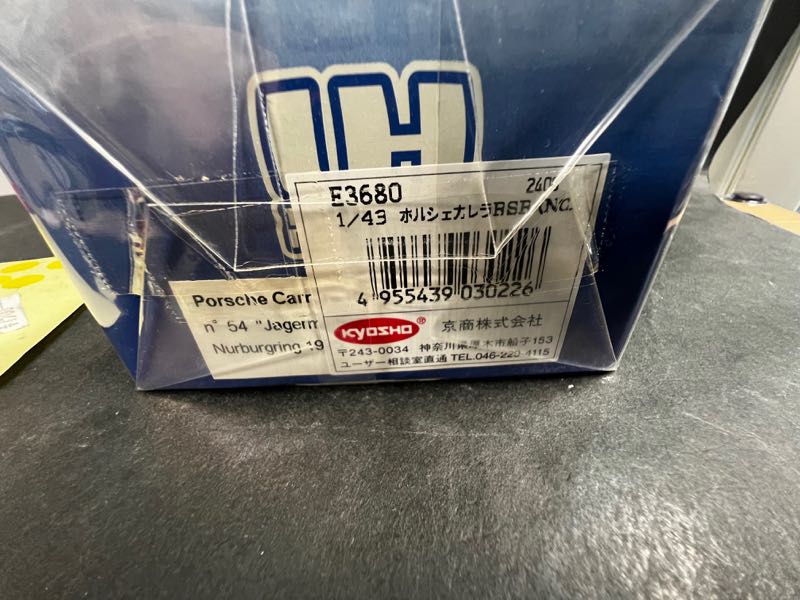 E3680
1/43 ポルシェカレラRSR
4 955439 030226
Porsche Carr
n° 54 "Jagerm
Nurburgring 19
KYOSHO 京商株式会社
〒243-0034 神奈川県厚木市船子153
ユーザー相談室直通 TEL.046-229-4115